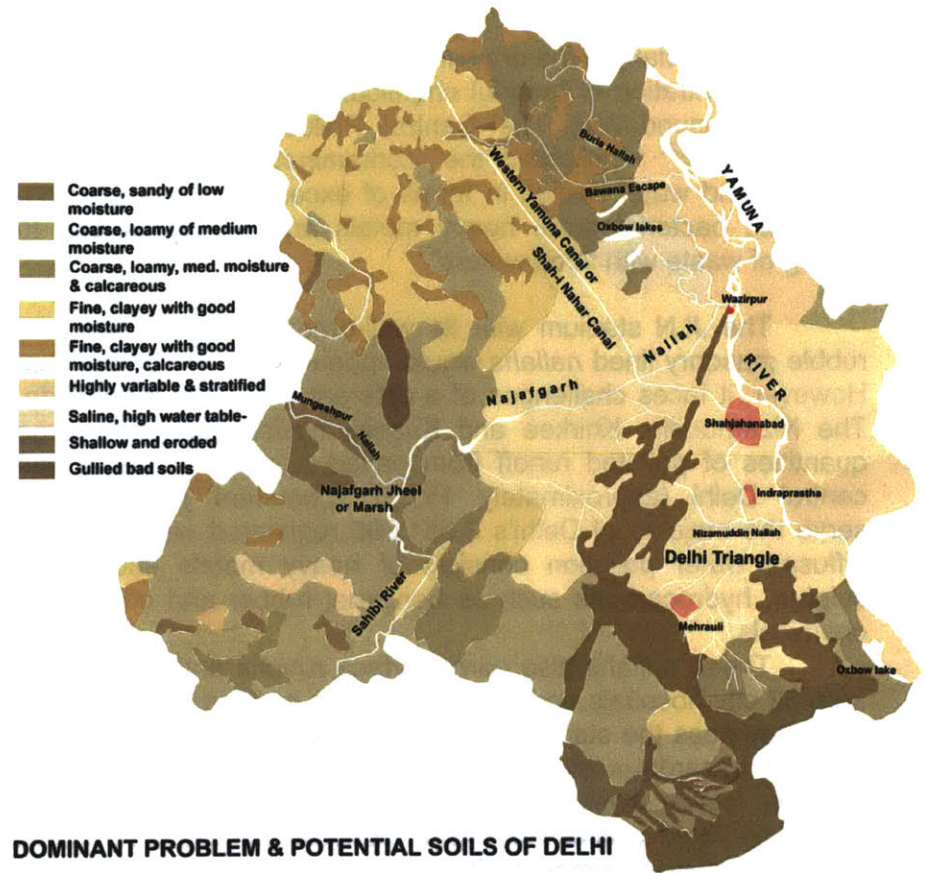 Coarse, sandy of low
moisture
Coarse, loamy of medium
moisture
Coarse, loamy, med. moisture
& calcareous
Fine, clayey with good
moisture
Fine, clayey with good
moisture, calcareous
Highly variable & stratified
Saline, high water table-
Shallow and eroded
Gullied bad soils
Buria Nallah
Western Yamuna Canal or
Shah-i Nahar Canal
Bawana Escape
Oxbow lakes
YAMUNA
RIVER
Wazirpur
Najafgarh Nallah
Mungeshpur
Nallah
Shahjahanabad
Najafgarh Jheel
or Marsh
Indraprastha
Nizamuddin Nallah
Delhi Triangle
Sahibi River
Mehrauli
Oxbow lake
DOMINANT PROBLEM & POTENTIAL SOILS OF DELHI